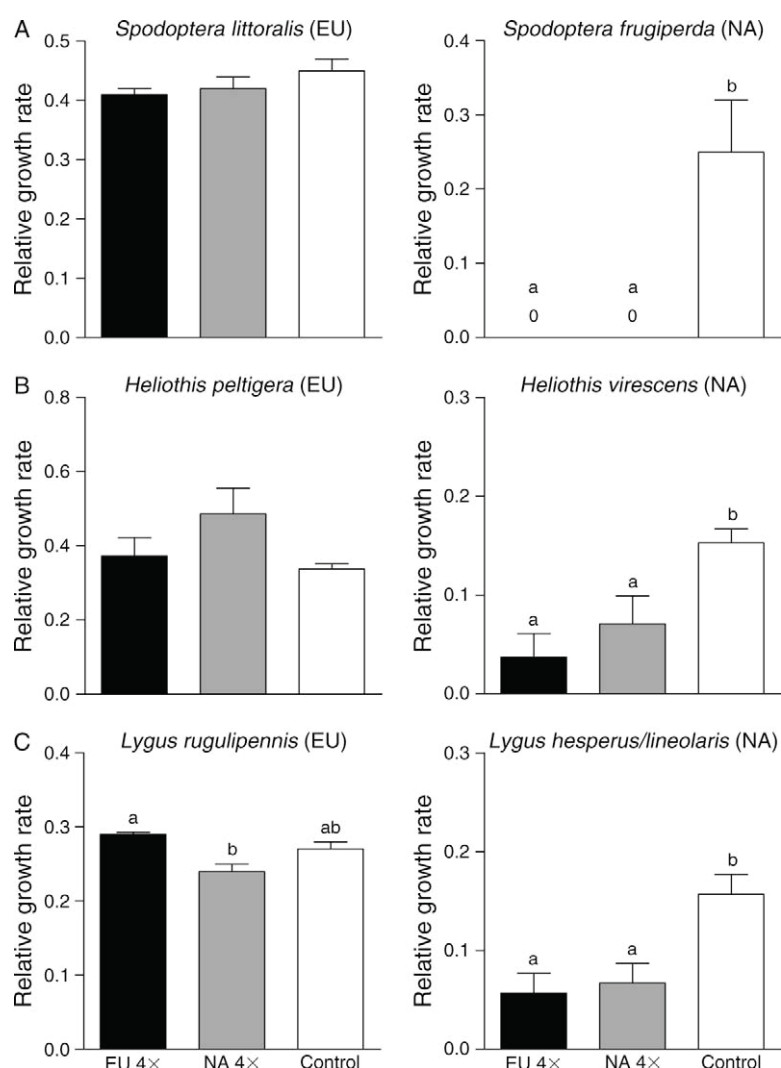 A
Spodoptera littoralis (EU)
Relative growth rate
0.5
0.4
0.3
0.2
0.1
0.0
Spodoptera frugiperda (NA)
Relative growth rate
0.4
0.3
0.2
0.1
0.0
a
0
a
0
b
B
Heliothis peltigera (EU)
Relative growth rate
0.8
0.6
0.4
0.2
0.0
Heliothis virescens (NA)
Relative growth rate
0.3
0.2
0.1
0.0
a
a
b
C
Lygus rugulipennis (EU)
Relative growth rate
0.4
0.3
0.2
0.1
0.0
a
b
ab
EU 4×
NA 4×
Control
Lygus hesperus/lineolaris (NA)
Relative growth rate
0.3
0.2
0.1
0.0
a
a
b
EU 4×
NA 4×
Control